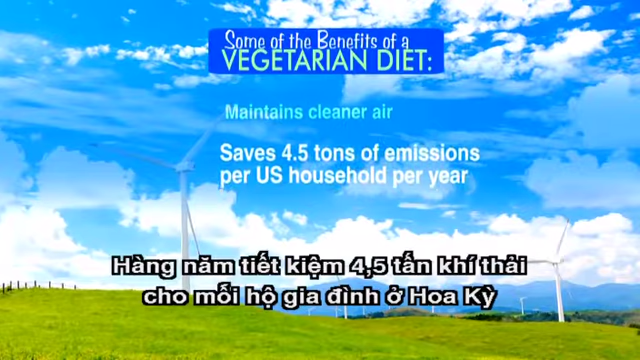 Some of the Benefits of a
VEGETARIAN DIET:
Maintains cleaner air
Saves 4.5 tons of emissions
per US household per year
Hàng năm tiết kiệm 4,5 tấn khí thải
cho mỗi hộ gia đình ở Hoa Kỳ